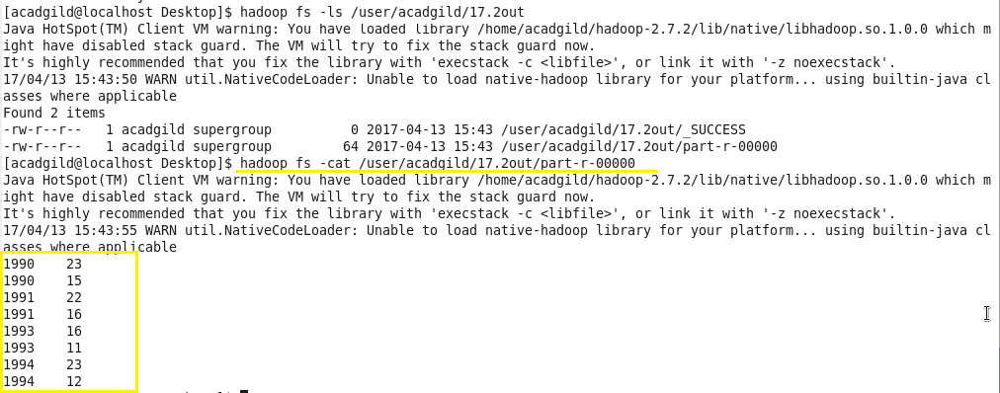 [acadgild@localhost Desktop]$ hadoop fs -ls /user/acadgild/17.2out
Java HotSpot(TM) Client VM warning: You have loaded library /home/acadgild/hadoop-2.7.2/lib/native/libhadoop.so.1.0.0 which m
ight have disabled stack guard. The VM will try to fix the stack guard now.
It's highly recommended that you fix the library with 'execstack -c <libfile>', or link it with '-z noexecstack'.
17/04/13 15:43:50 WARN util.NativeCodeLoader: Unable to load native-hadoop library for your platform... using builtin-java cl
asses where applicable
Found 2 items
-rw-r--r--   1 acadgild supergroup          0 2017-04-13 15:43 /user/acadgild/17.2out/_SUCCESS
-rw-r--r--   1 acadgild supergroup         64 2017-04-13 15:43 /user/acadgild/17.2out/part-r-00000
[acadgild@localhost Desktop]$ hadoop fs -cat /user/acadgild/17.2out/part-r-00000
Java HotSpot(TM) Client VM warning: You have loaded library /home/acadgild/hadoop-2.7.2/lib/native/libhadoop.so.1.0.0 which m
ight have disabled stack guard. The VM will try to fix the stack guard now.
It's highly recommended that you fix the library with 'execstack -c <libfile>', or link it with '-z noexecstack'.
17/04/13 15:43:55 WARN util.NativeCodeLoader: Unable to load native-hadoop library for your platform... using builtin-java cl
asses where applicable
1990    23
1990    15
1991    22
1991    16
1993    16
1993    11
1994    23
1994    12